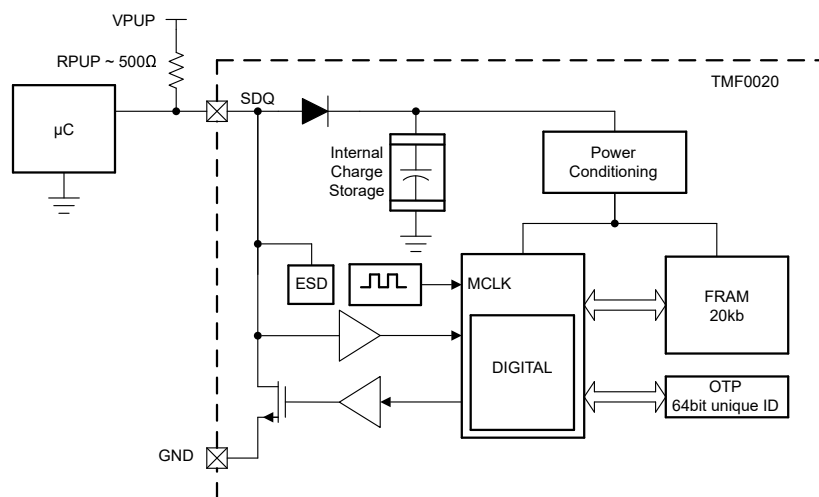 VPUP
RPUP ~ 500Ω
TMF0020
SDQ
µC
Internal
Charge
Storage
Power
Conditioning
ESD
MCLK
FRAM
20kb
DIGITAL
OTP
64bit unique ID
GND